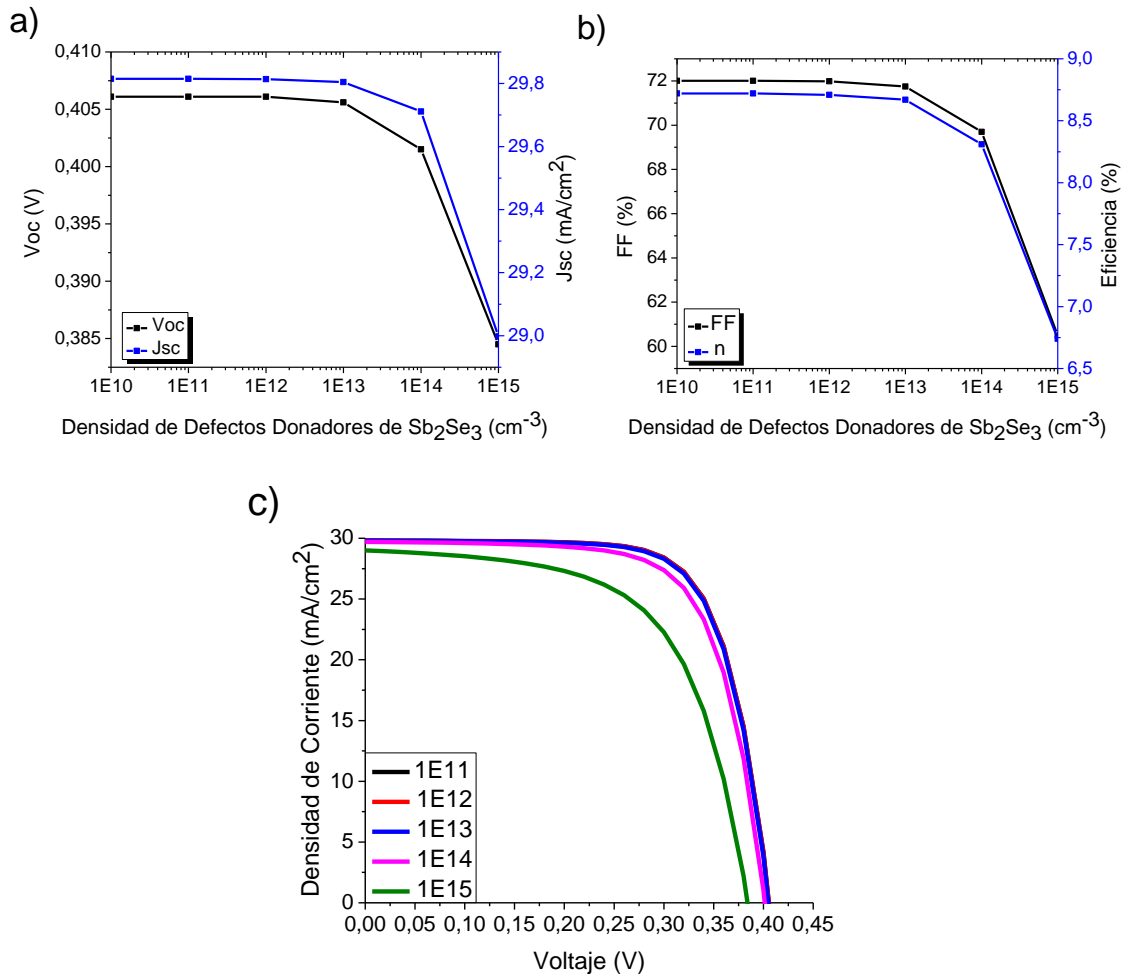 a)
0,410
0,405
0,400
0,395
0,390
0,385
Voc (V)
29,8
29,6
29,4
29,2
29,0
Jsc (mA/cm2)
Voc
Jsc
1E10 1E11 1E12 1E13 1E14 1E15
Densidad de Defectos Donadores de Sb2Se3 (cm-3)
b)
72
70
68
66
64
62
60
FF (%)
9,0
8,5
8,0
7,5
7,0
6,5
Eficiencia (%)
FF
n
1E10 1E11 1E12 1E13 1E14 1E15
Densidad de Defectos Donadores de Sb2Se3 (cm-3)
c)
30
25
20
15
10
5
0
Densidad de Corriente (mA/cm2)
1E11
1E12
1E13
1E14
1E15
0,00 0,05 0,10 0,15 0,20 0,25 0,30 0,35 0,40 0,45
Voltaje (V)